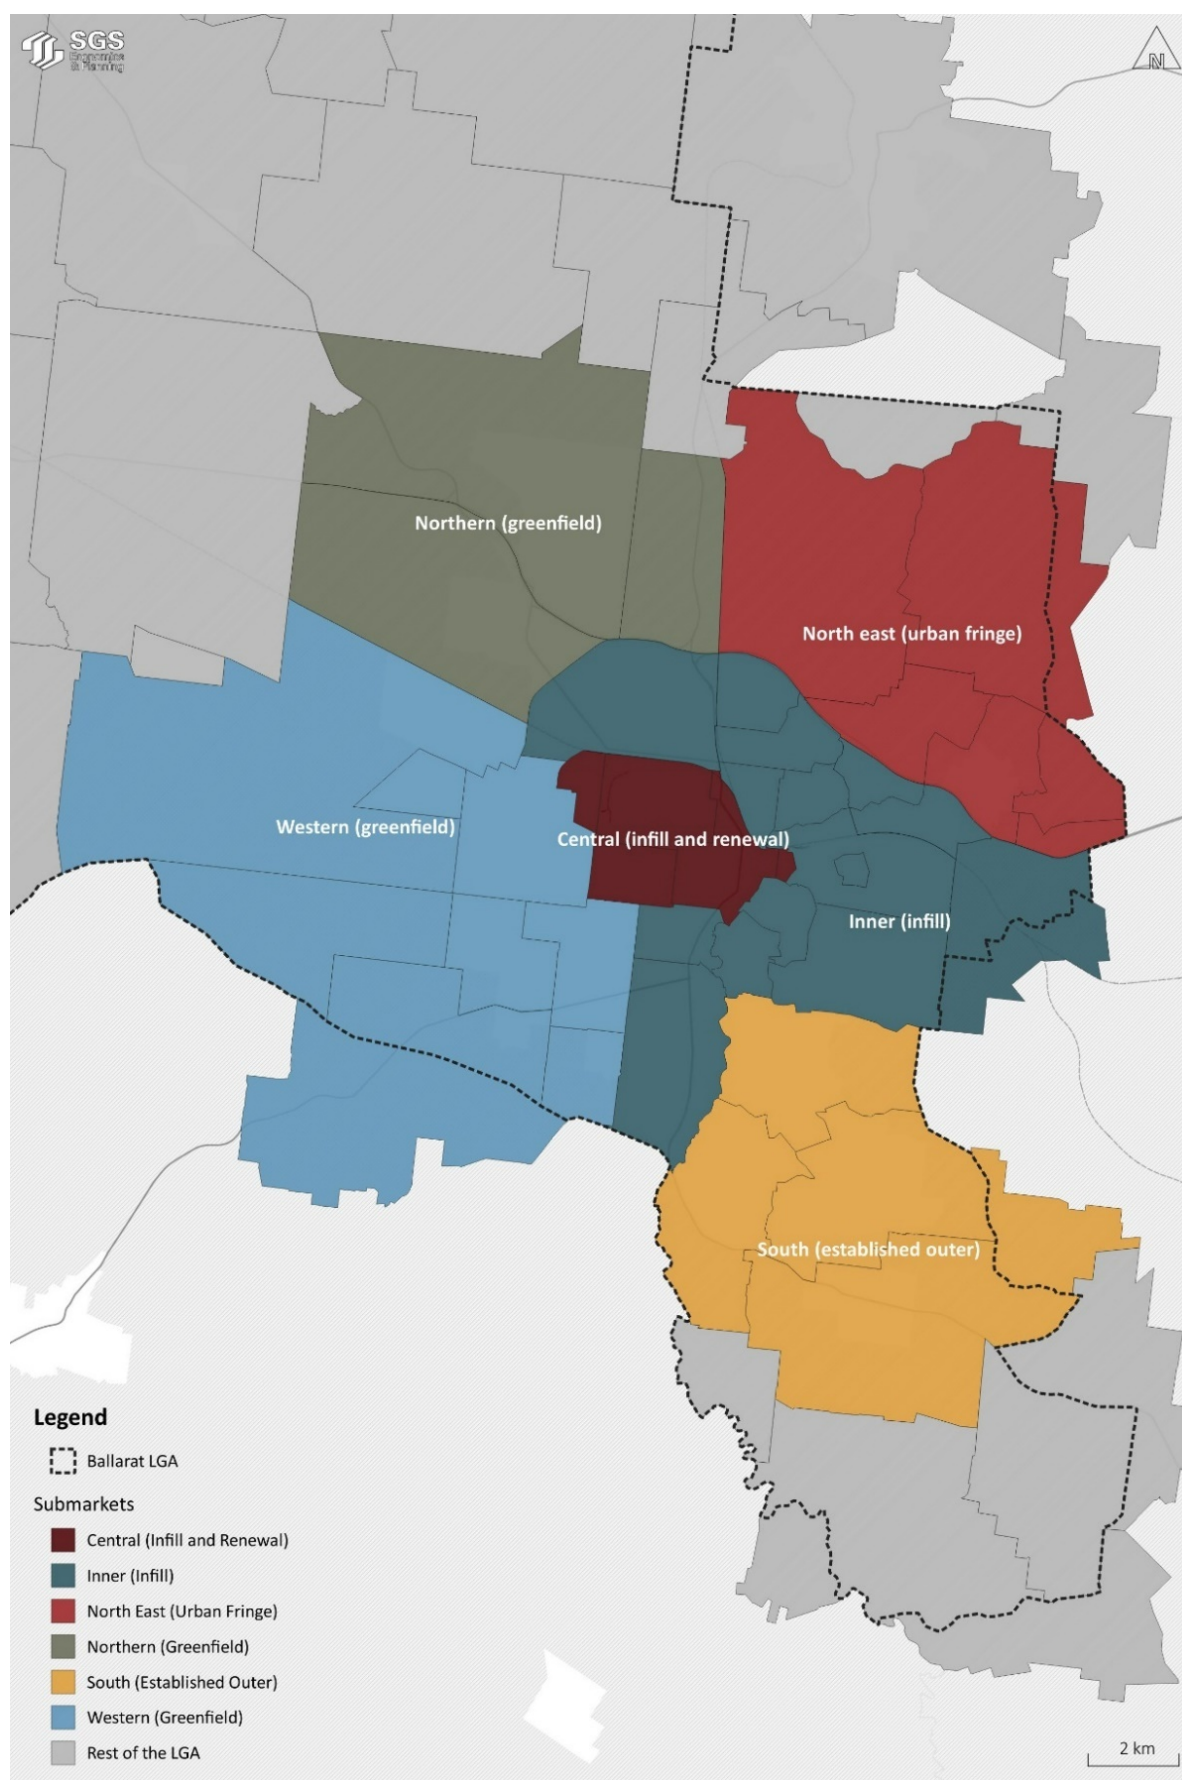 SGS
Economics
& Planning
N
Northern (greenfield)
North east (urban fringe)
Western (greenfield)
Central (infill and renewal)
Inner (infill)
South (established outer)
Legend
Ballarat LGA
Submarkets
Central (Infill and Renewal)
Inner (Infill)
North East (Urban Fringe)
Northern (Greenfield)
South (Established Outer)
Western (Greenfield)
Rest of the LGA
2 km